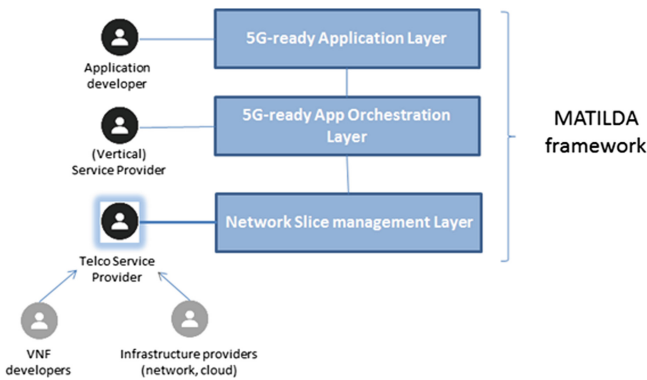 5G-ready Application Layer
Application
developer
5G-ready App Orchestration
Layer
(Vertical)
Service Provider
MATILDA
framework
Network Slice management Layer
Telco Service
Provider
VNF
developers
Infrastructure providers
(network, cloud)